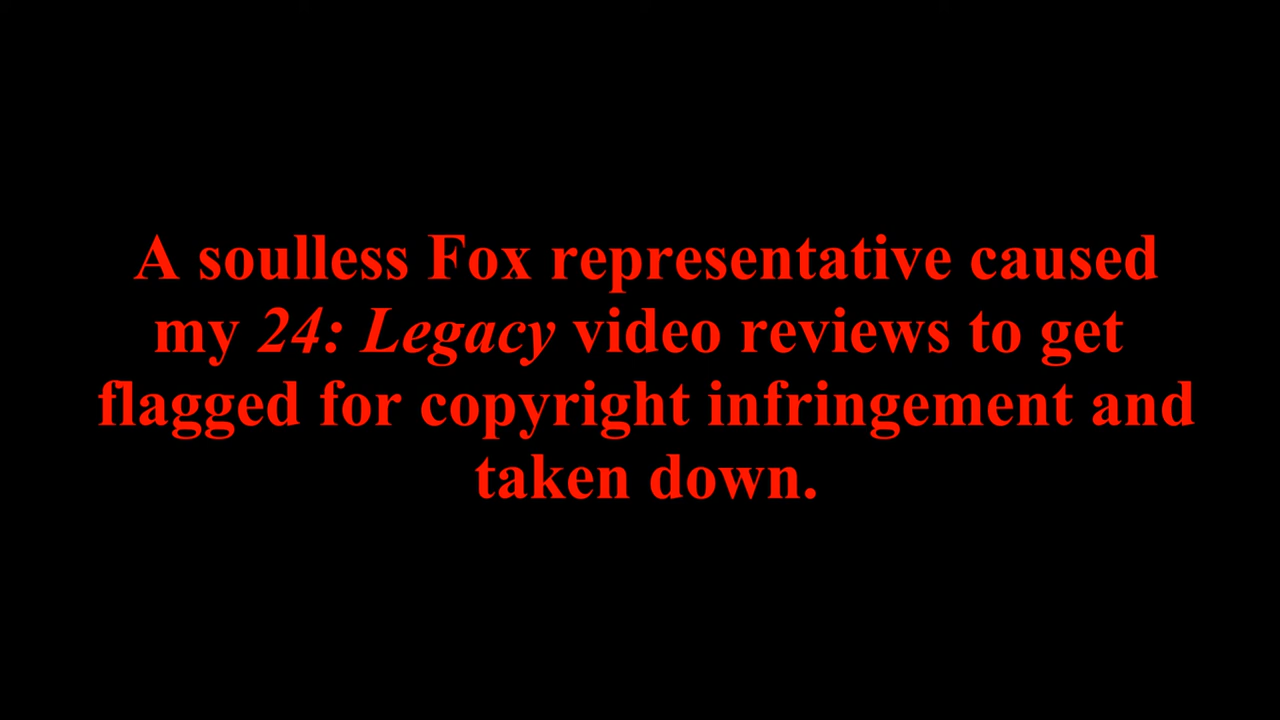 A soulless Fox representative caused
my 24: Legacy video reviews to get
flagged for copyright infringement and
taken down.